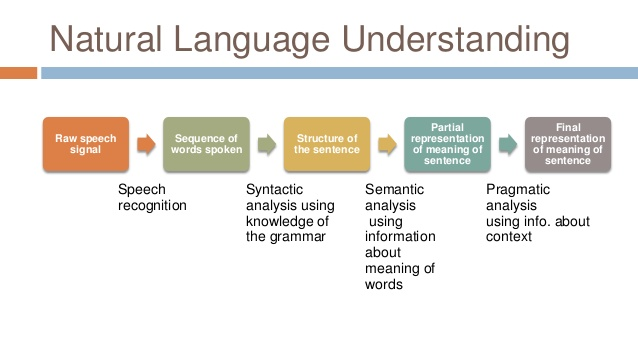 Natural Language Understanding
Raw speech
signal
Sequence of
words spoken
Structure of
the sentence
Partial
representation
of meaning of
sentence
Final
representation
of meaning of
sentence
Speech
recognition
Syntactic
analysis using
knowledge of
the grammar
Semantic
analysis
using
information
about
meaning of
words
Pragmatic
analysis
using info. about
context